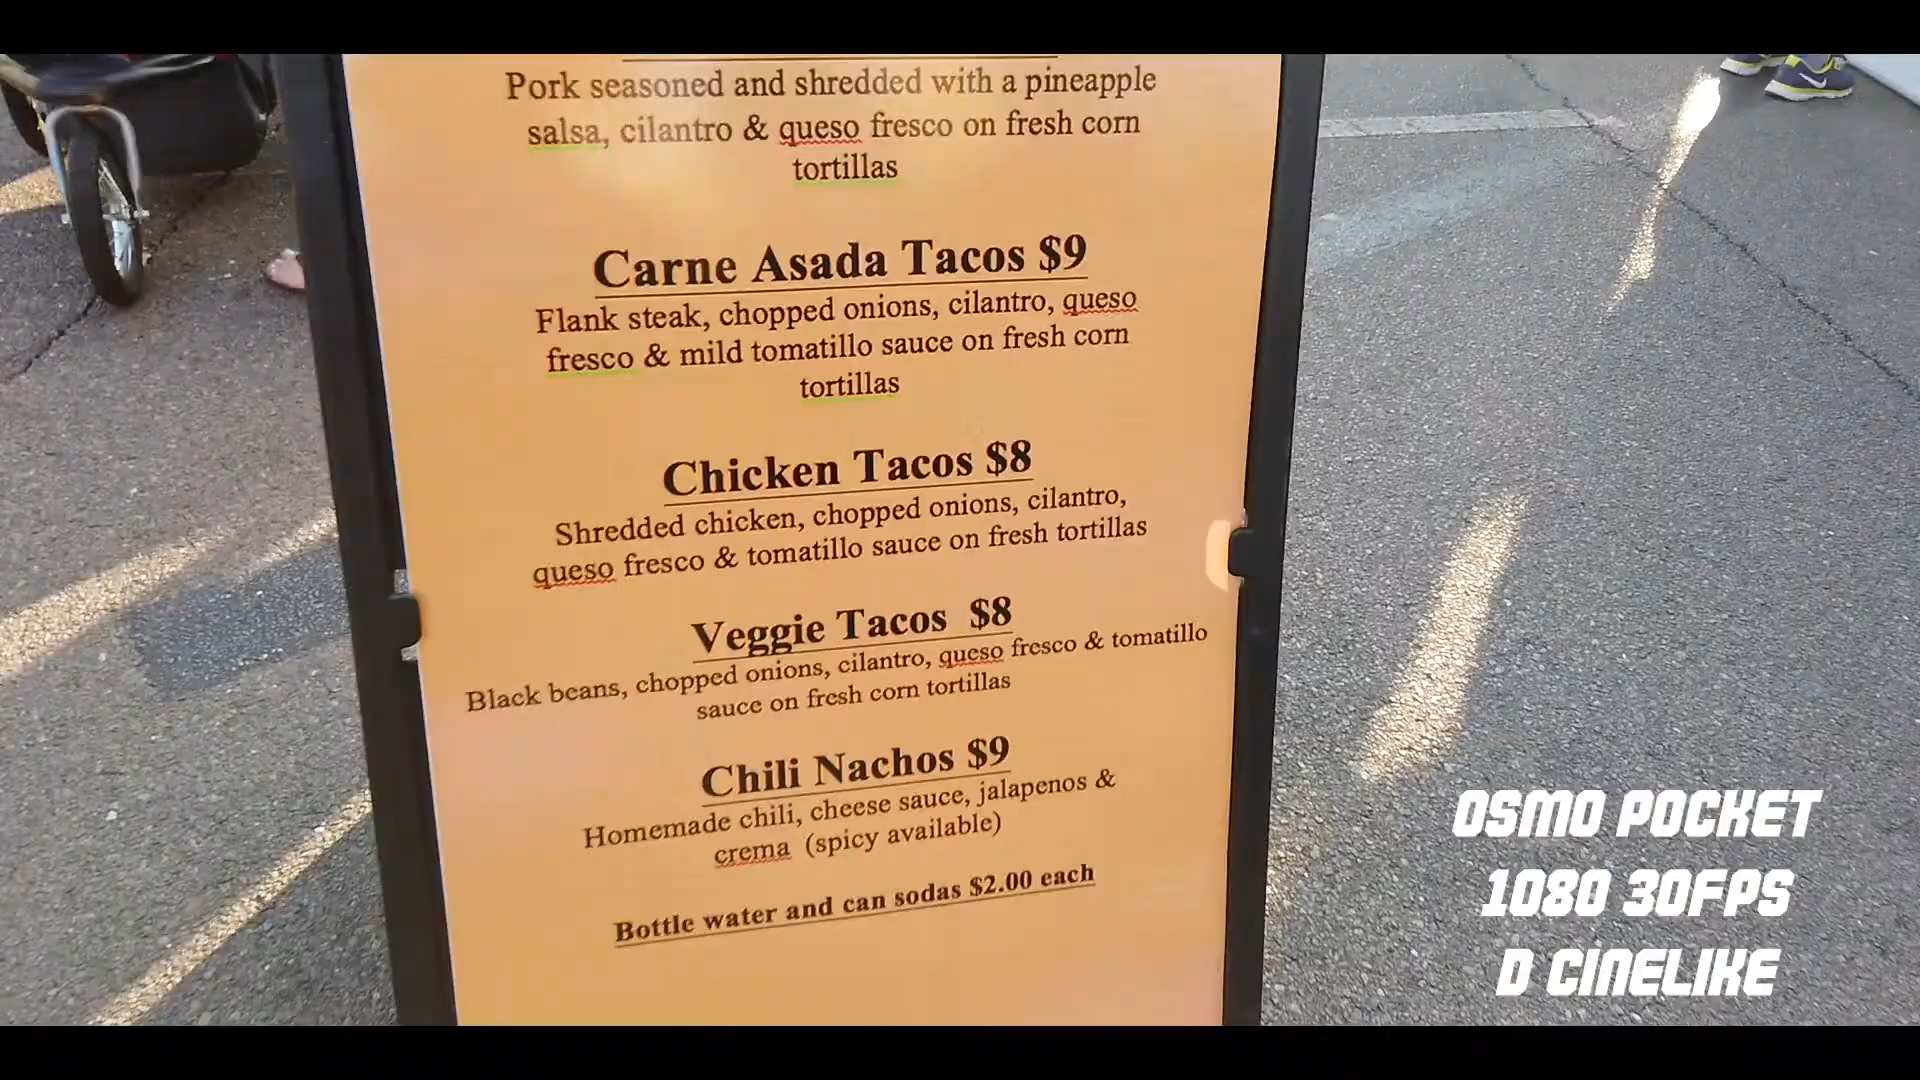 Pork seasoned and shredded with a pineapple
salsa, cilantro & queso fresco on fresh corn
tortillas
Carne Asada Tacos $9
Flank steak, chopped onions, cilantro, queso
fresco & mild tomatillo sauce on fresh corn
tortillas
Chicken Tacos $8
Shredded chicken, chopped onions, cilantro,
queso fresco & tomatillo sauce on fresh tortillas
Veggie Tacos $8
Black beans, chopped onions, cilantro, queso fresco & tomatillo
sauce on fresh corn tortillas
Chili Nachos $9
Homemade chili, cheese sauce, jalapenos &
crema (spicy available)
Bottle water and can sodas $2.00 each
OSMO POCKET
1080 30FPS
D CINELIKE